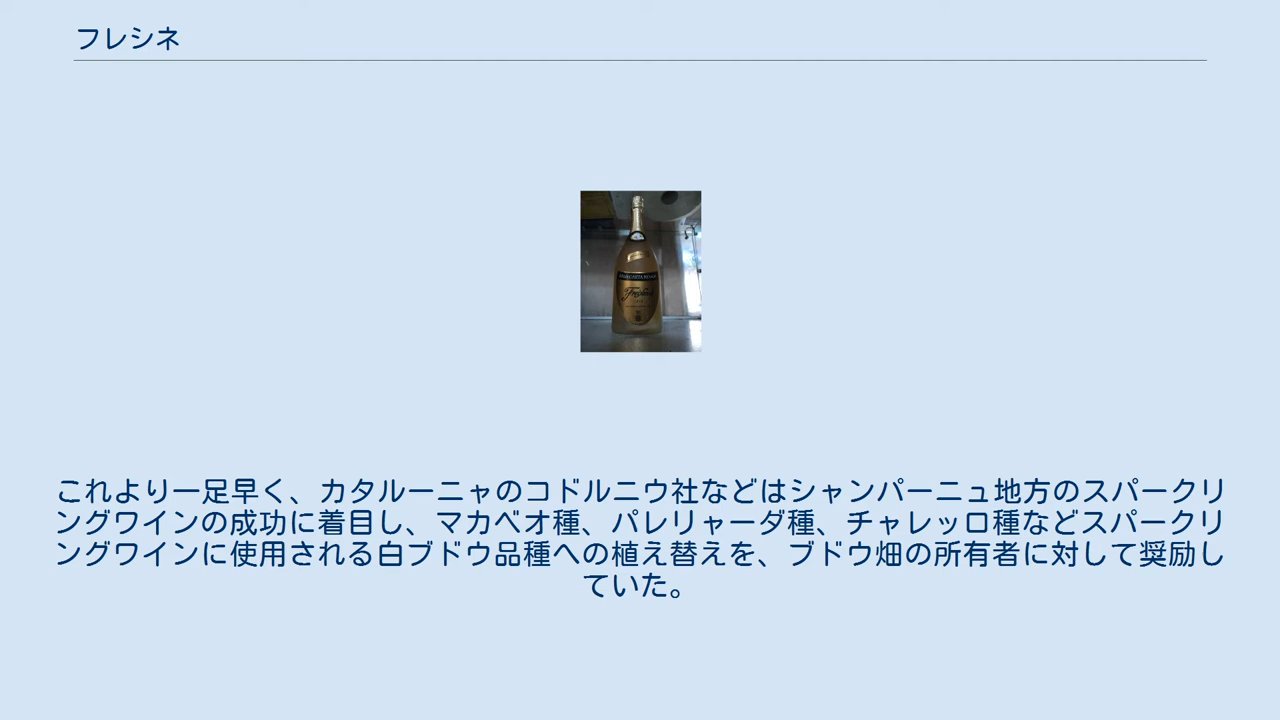 フレシネ
Freixenet
これより一足早く、カタルーニャのコドルニウ社などはシャンパーニュ地方のスパークリ
ングワインの成功に着目し、マカベオ種、パレリャーダ種、チャレッロ種などスパークリ
ングワインに使用される白ブドウ品種への植え替えを、ブドウ畑の所有者に対して奨励し
ていた。